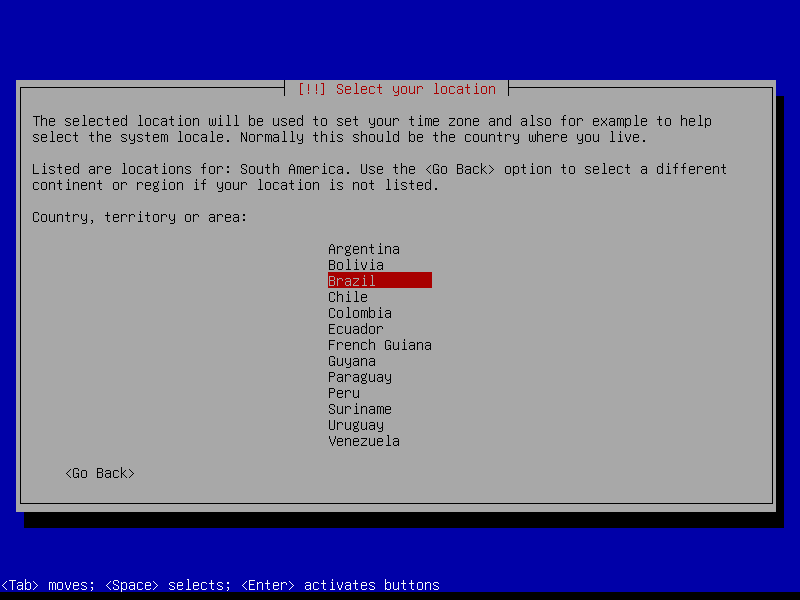 [!!] Select your location
The selected location will be used to set your time zone and also for example to help
select the system locale. Normally this should be the country where you live.
Listed are locations for: South America. Use the <Go Back> option to select a different
continent or region if your location is not listed.
Country, territory or area:
Argentina
Bolivia
Brazil
Chile
Colombia
Ecuador
French Guiana
Guyana
Paraguay
Peru
Suriname
Uruguay
Venezuela
<Go Back>
<Tab> moves; <Space> selects; <Enter> activates buttons